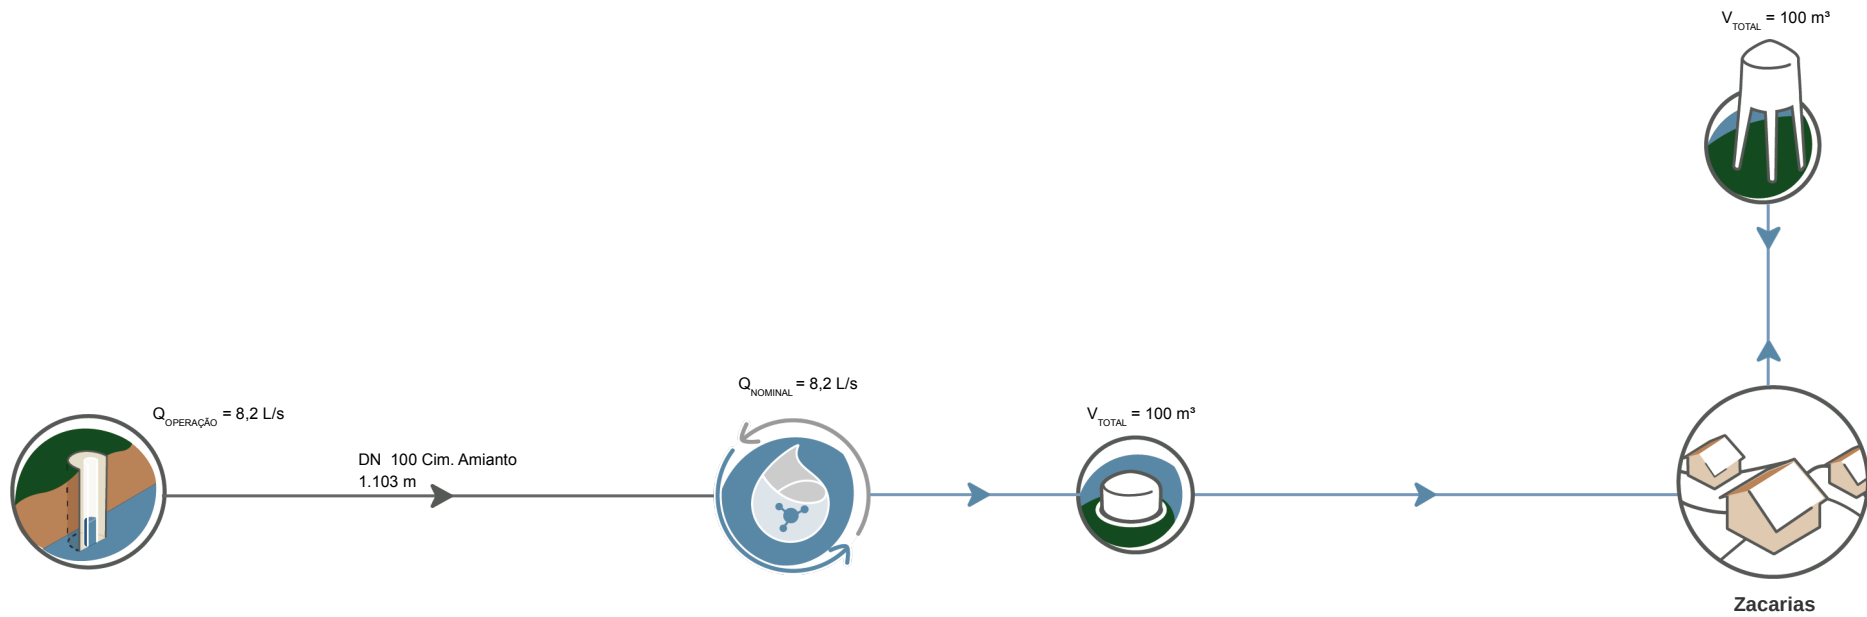 V TOTAL = 100 m³
Q NOMINAL = 8,2 L/s
Q OPERAÇÃO = 8,2 L/s
V TOTAL = 100 m³
DN  100 Cim. Amianto
1.103 m
Zacarias